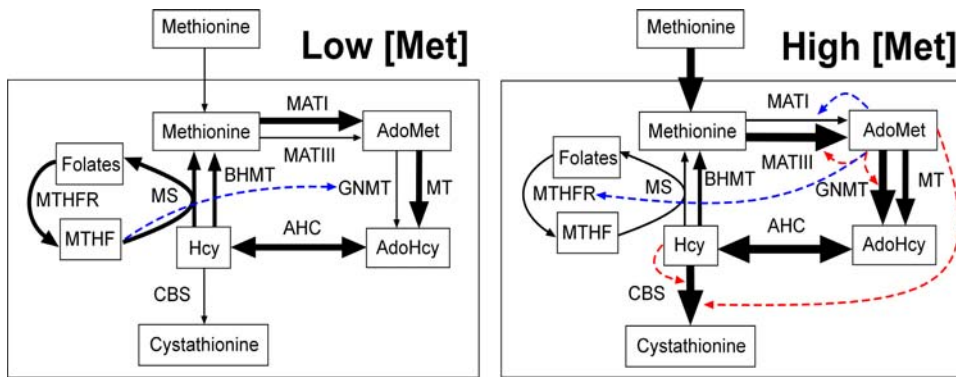 Methionine
Low [Met]
MATI
Methionine
AdoMet
MATIII
Folates
BHMT
MS
GNMT
MT
MTHFR
MTHF
AHC
Hcy
AdoHcy
CBS
Cystathionine
Methionine
High [Met]
MATI
Methionine
AdoMet
MATIII
Folates
BHMT
MS
GNMT
MT
MTHFR
MTHF
AHC
Hcy
AdoHcy
CBS
Cystathionine